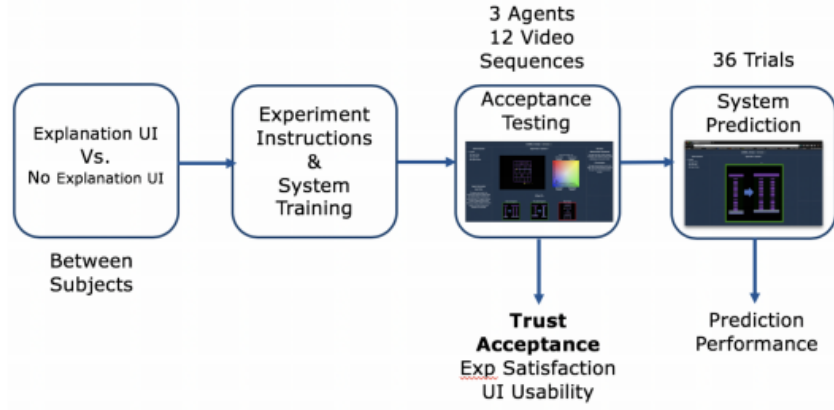 3 Agents
12 Video
Sequences
36 Trials
Explanation UI
Vs.
No Explanation UI
Experiment
Instructions
&
System
Training
Acceptance
Testing
System
Prediction
Between
Subjects
Trust
Acceptance
Exp Satisfaction
UI Usability
Prediction
Performance